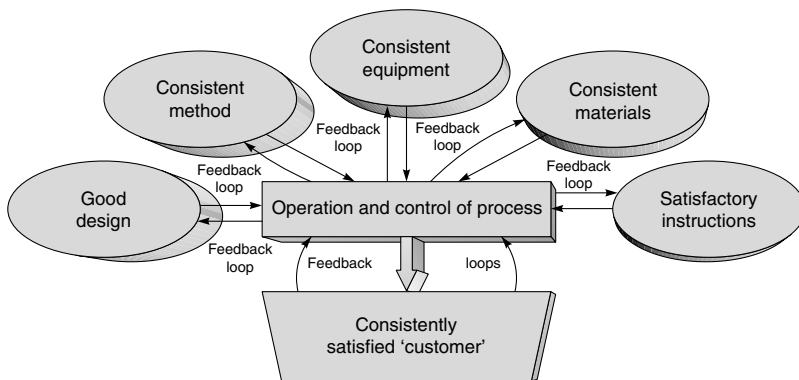 Consistent
equipment
Consistent
method
Consistent
materials
Feedback
loop
Feedback
loop
Feedback
loop
Feedback
loop
Good
design
Operation and control of process
Satisfactory
instructions
Feedback
loop
Feedback
loops
Consistently
satisfied ‘customer’